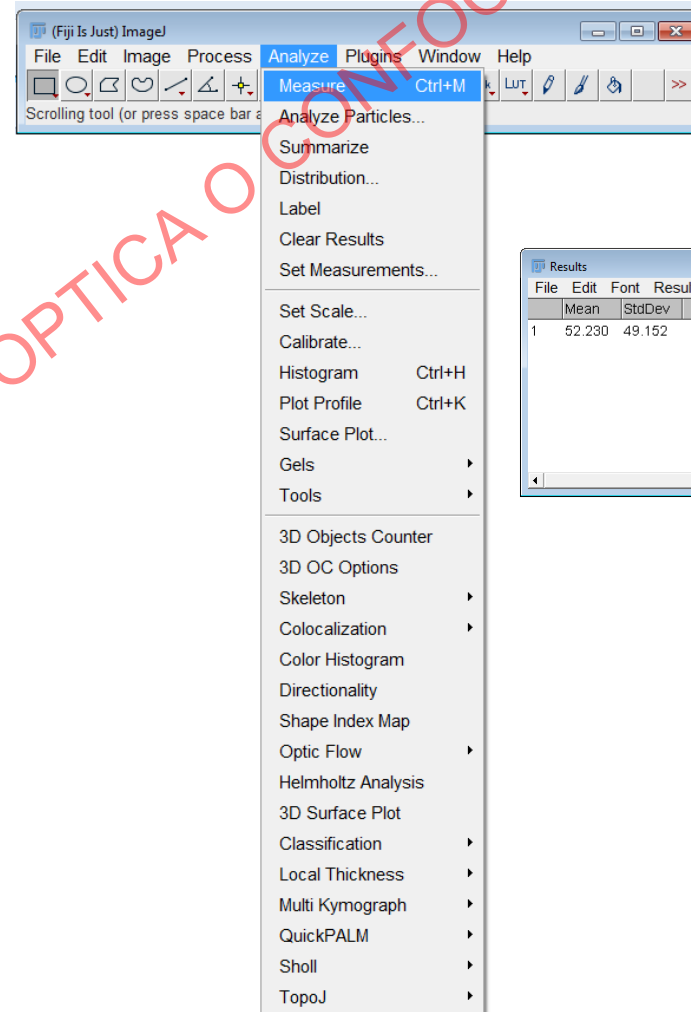 (Fiji Is Just) ImageJ
File Edit Image Process Analyze Plugins Window Help
LUT >>
Scrolling tool (or press space bar a
Measure Ctrl+M
Analyze Particles...
Summarize
Distribution...
Label
Clear Results
Set Measurements...
Set Scale...
Calibrate...
Histogram Ctrl+H
Plot Profile Ctrl+K
Surface Plot...
Gels
Tools
3D Objects Counter
3D OC Options
Skeleton
Colocalization
Color Histogram
Directionality
Shape Index Map
Optic Flow
Helmholtz Analysis
3D Surface Plot
Classification
Local Thickness
Multi Kymograph
QuickPALM
Sholl
TopoJ
Results
File Edit Font Resul
Mean StdDev
1 52.230 49.152
OPTICA O CONFOC